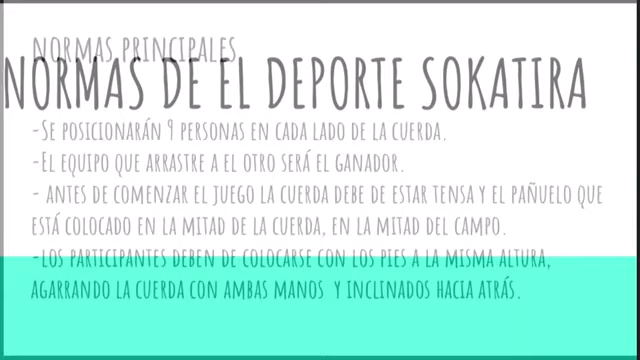 NORMAS PRINCIPALES
NORMAS DE EL DEPORTE SOKATIRA
-SE POSICIONARÁN 9 PERSONAS EN CADA LADO DE LA CUERDA.
-EL EQUIPO QUE ARRASTRE A EL OTRO SERÁ EL GANADOR.
- ANTES DE COMENZAR EL JUEGO LA CUERDA DEBE DE ESTAR TENSA Y EL PAÑUELO QUE
ESTÁ COLOCADO EN LA MITAD DE LA CUERDA, EN LA MITAD DEL CAMPO.
-LOS PARTICIPANTES DEBEN DE COLOCARSE CON LOS PIES A LA MISMA ALTURA,
AGARRANDO LA CUERDA CON AMBAS MANOS Y INCLINADOS HACIA ATRÁS.